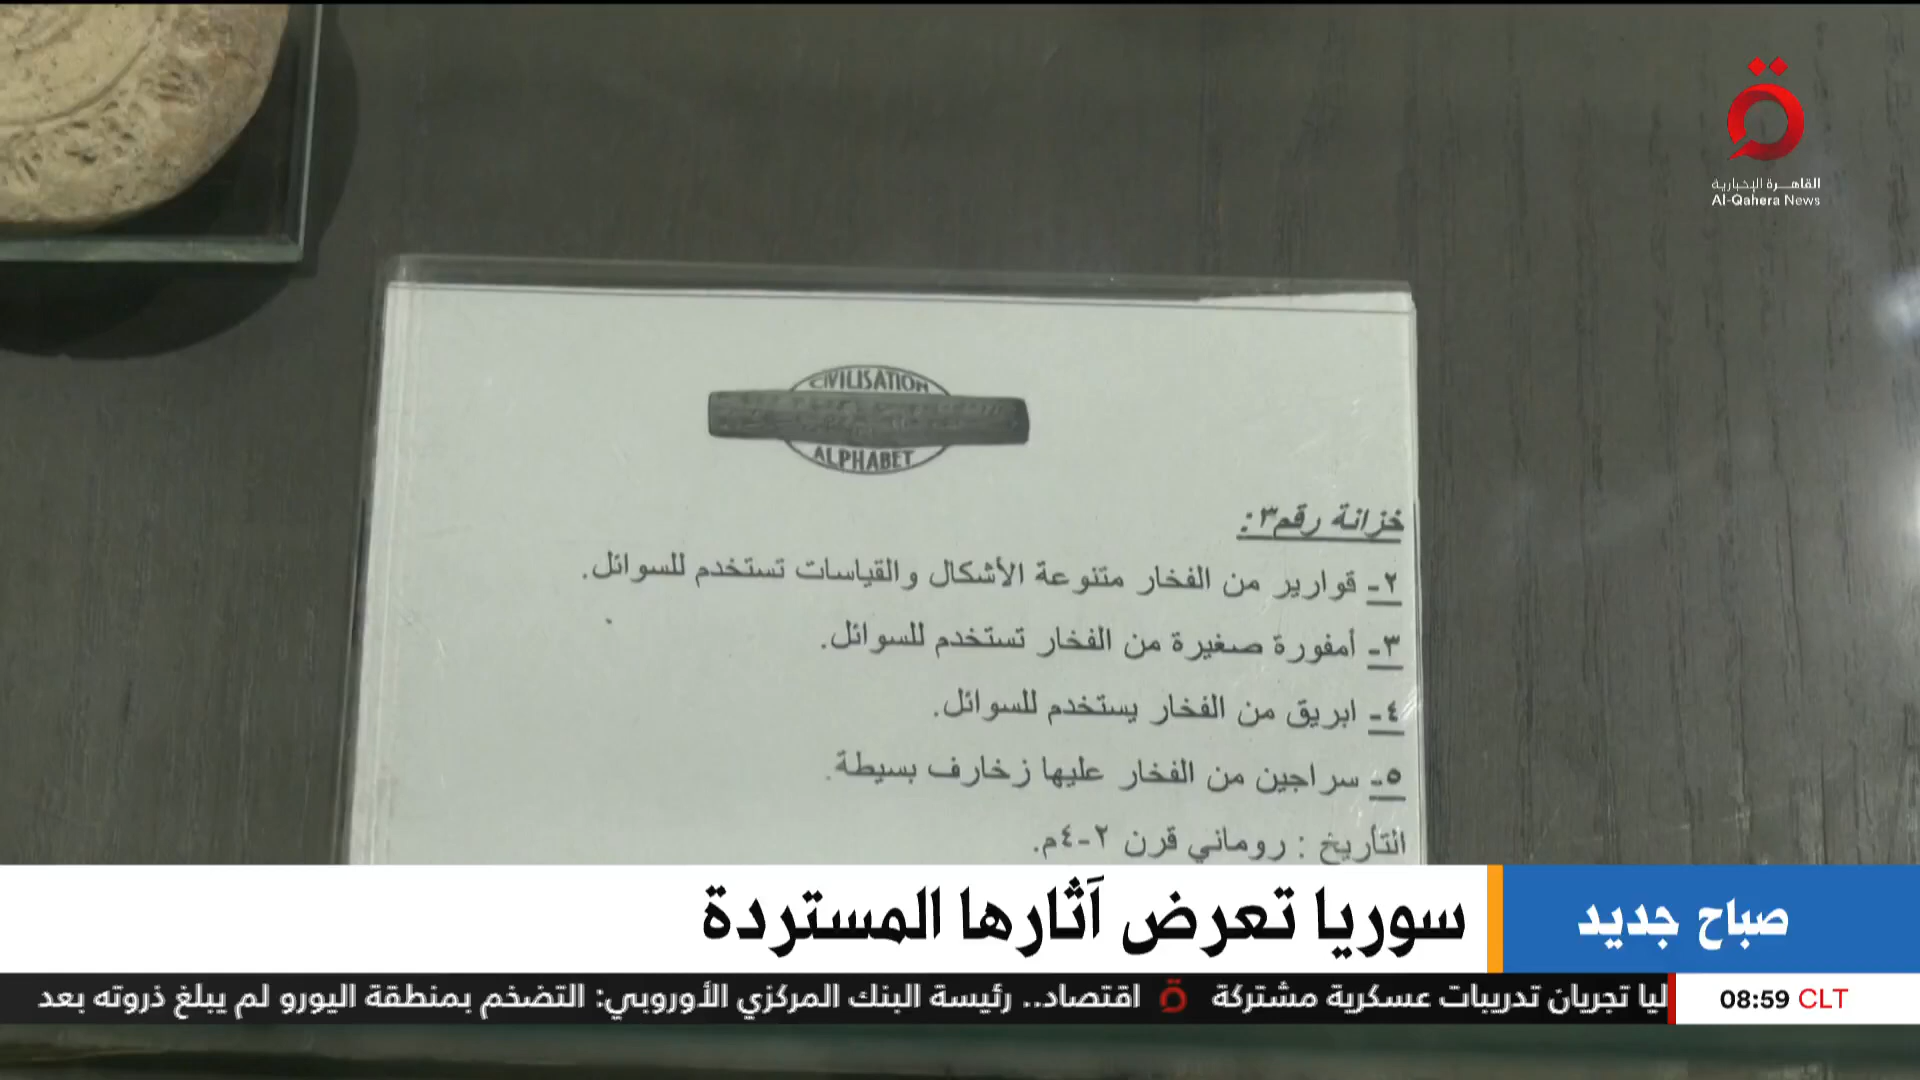 القاهرة الإخبارية
Al-Qahera News
CIVILISATION
ALPHABET
خزانة رقم٣:
٢- قوارير من الفخار متنوعة الأشكال والقياسات تستخدم للسوائل.
٣- أمفورة صغيرة من الفخار تستخدم للسوائل.
٤- ابريق من الفخار يستخدم للسوائل.
٥- سراجين من الفخار عليها زخارف بسيطة.
التأريخ : روماني قرن ٢-٤م.
صباح جديد
سوريا تعرض آثارها المستردة
ليا تجريان تدريبات عسكرية مشتركة
اقتصاد.. رئيسة البنك المركزي الأوروبي: التضخم بمنطقة اليورو لم يبلغ ذروته بعد
08:59 CLT